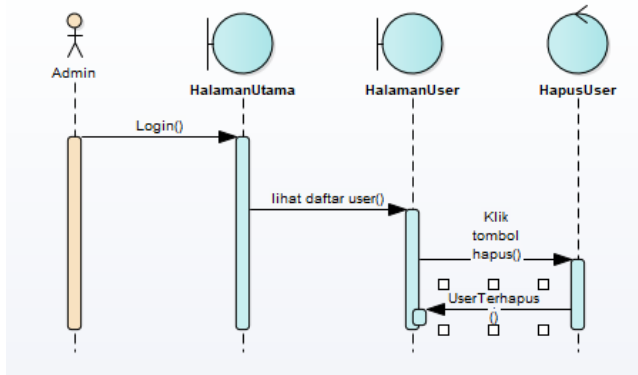 Admin
HalamanUtama
HalamanUser
HapusUser
Login()
lihat daftar user()
Klik
tombol
hapus()
UserTerhapus
()